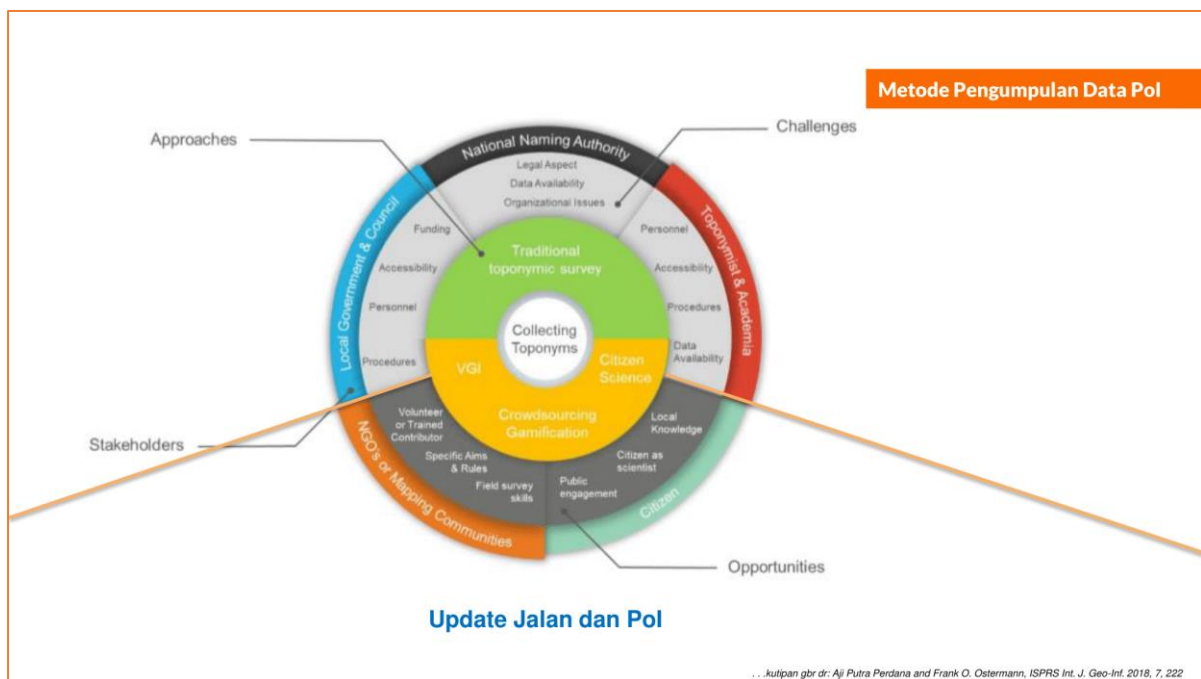 Metode Pengumpulan Data PoI
Approaches
Challenges
National Naming Authority
Legal Aspect
Data Availability
Organizational Issues
Local Government & Council
Funding
Accessibility
Personnel
Procedures
Toponymist & Academia
Personnel
Accessibility
Procedures
Data
Availability
Traditional
toponymic survey
Collecting
Toponyms
VGI
Citizen
Science
Crowdsourcing
Gamification
Stakeholders
NGO's or Mapping Communities
Volunteer
or Trained
Contributor
Specific Aims
& Rules
Field survey
skills
Local
Knowledge
Citizen as
scientist
Public
engagement
Citizen
Opportunities
Update Jalan dan PoI
. . .kutipan gbr dr: Aji Putra Perdana and Frank O. Ostermann, ISPRS Int. J. Geo-Inf. 2018, 7, 222